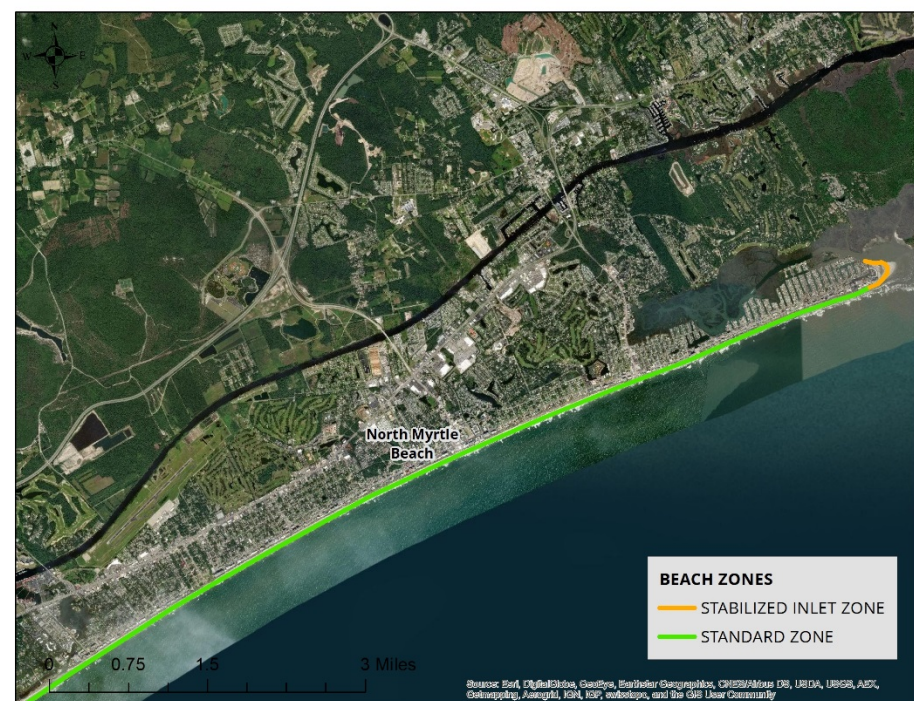 N
W E
S
North Myrtle
Beach
BEACH ZONES
STABILIZED INLET ZONE
STANDARD ZONE
0 0.75 1.5 3 Miles
Source: Esri, DigitalGlobe, GeoEye, Earthstar Geographics, CNES/Airbus DS, USDA, USGS, AEX,
Getmapping, Aerogrid, IGN, IGP, swisstopo, and the GIS User Community